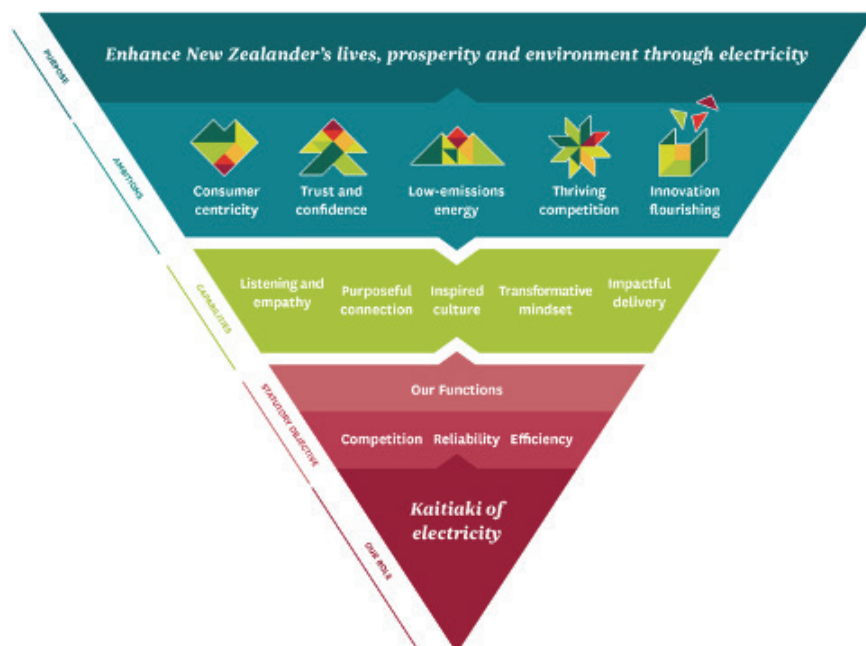 Enhance New Zealander's lives, prosperity and environment through electricity
PURPOSE
AMBITIONS
Consumer
centricity
Trust and
confidence
Low-emissions
energy
Thriving
competition
Innovation
flourishing
CAPABILITIES
Listening and
empathy
Purposeful
connection
Inspired
culture
Transformative
mindset
Impactful
delivery
STATUTORY OBJECTIVE
Our Functions
Competition Reliability Efficiency
OUR ROLE
Kaitiaki of
electricity